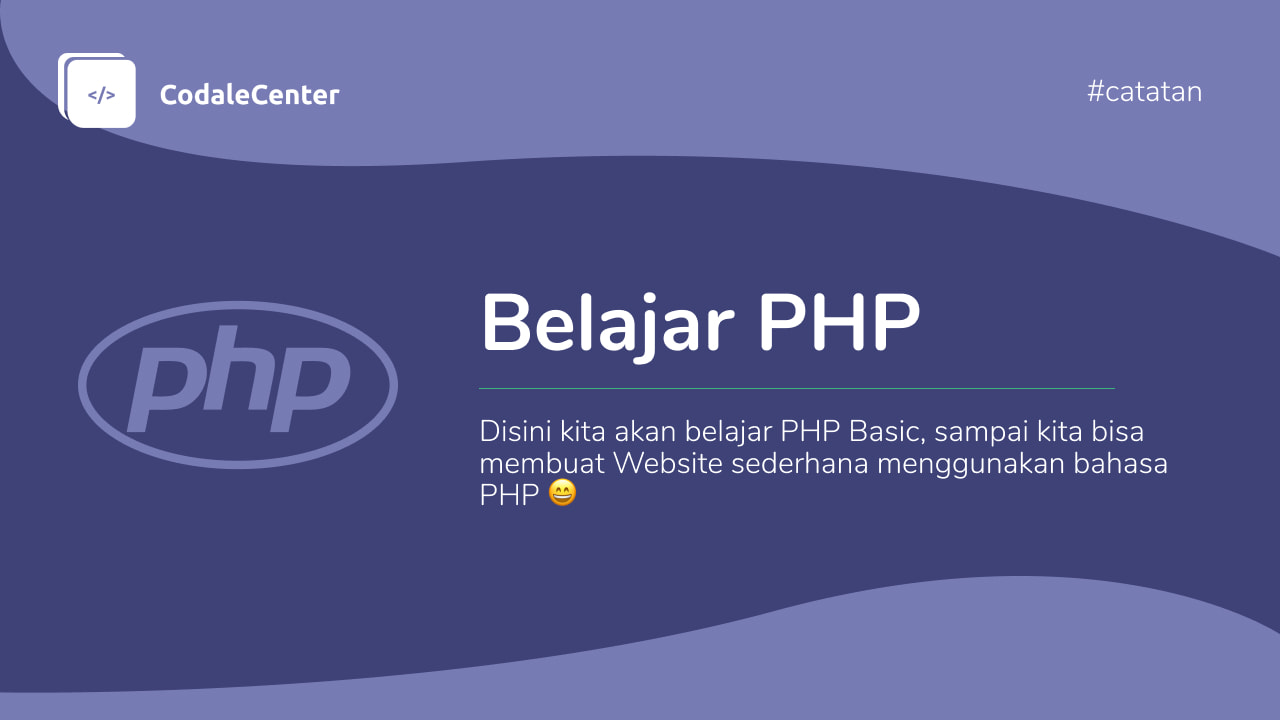 </>
CodaleCenter
#catatan
php
Belajar PHP
Disini kita akan belajar PHP Basic, sampai kita bisa
membuat Website sederhana menggunakan bahasa
PHP 😄